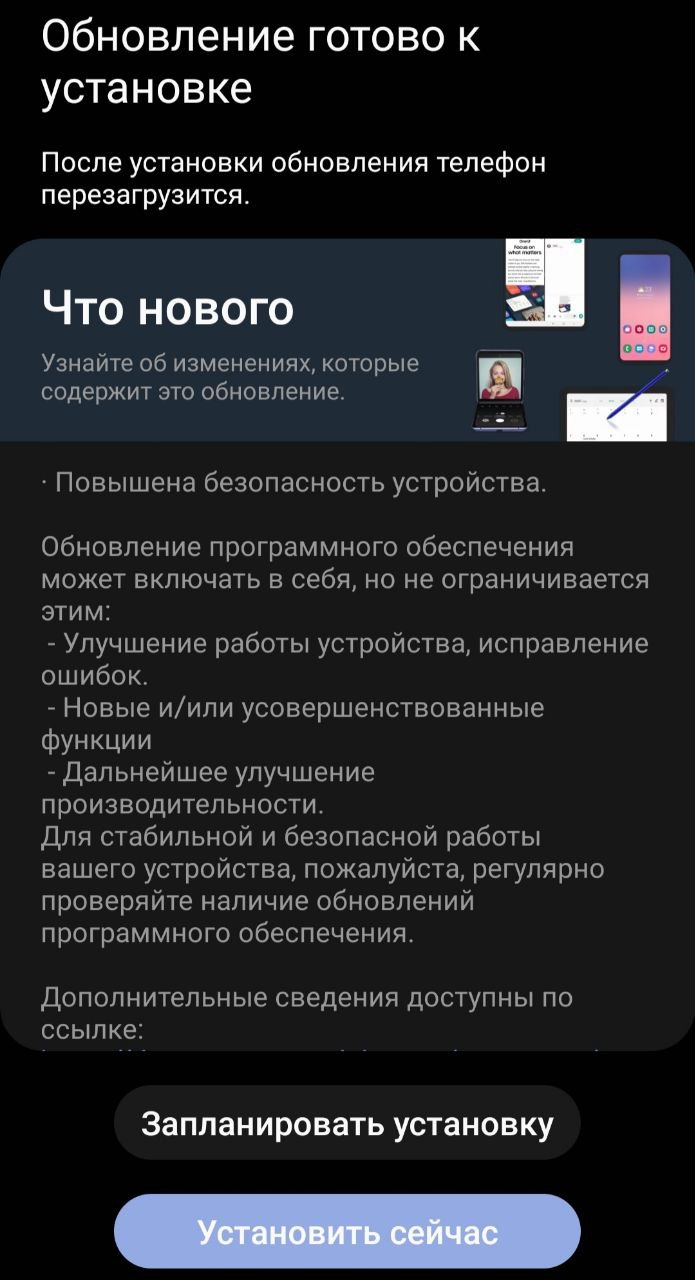 Обновление готово к
установке
После установки обновления телефон
перезагрузится.
Что нового
Узнайте об изменениях, которые
содержит это обновление.
Focus on
what matters
· Повышена безопасность устройства.
Обновление программного обеспечения
может включать в себя, но не ограничивается
этим:
- Улучшение работы устройства, исправление
ошибок.
- Новые и/или усовершенствованные
функции
- Дальнейшее улучшение
производительности.
Для стабильной и безопасной работы
вашего устройства, пожалуйста, регулярно
проверяйте наличие обновлений
программного обеспечения.
Дополнительные сведения доступны по
ссылке:
Запланировать установку
Установить сейчас